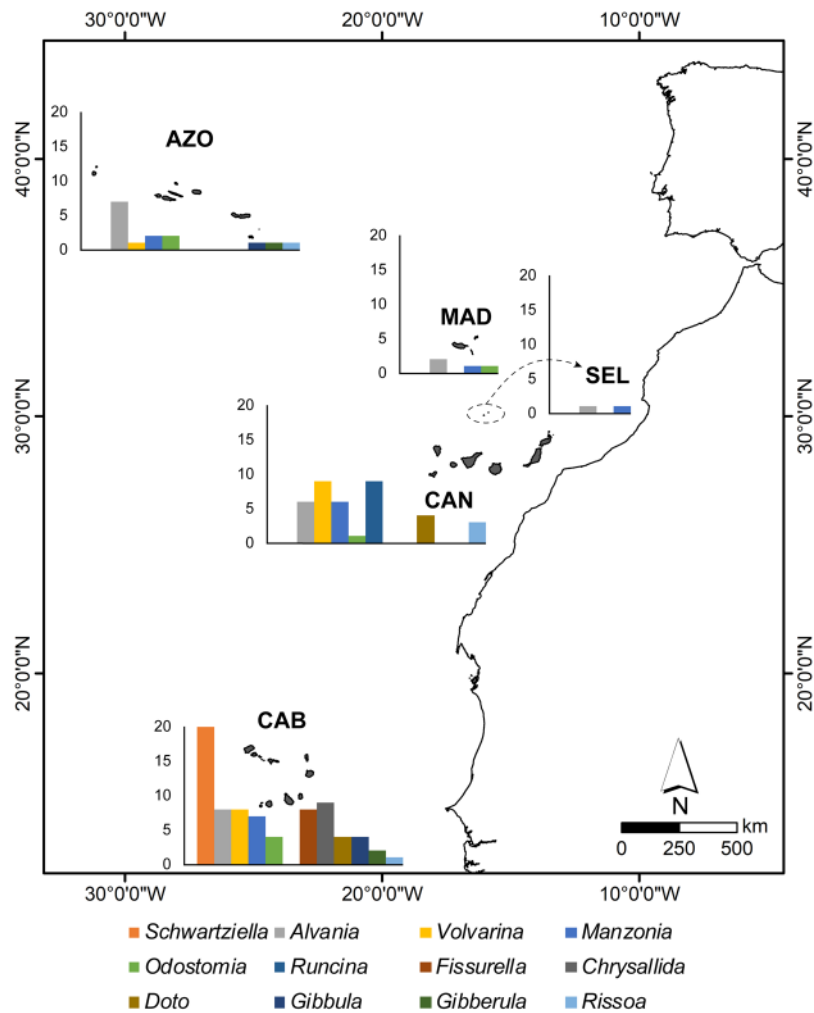 30°0'0"W 20°0'0"W 10°0'0"W
40°0'0"N 40°0'0"N
30°0'0"N 30°0'0"N
20°0'0"N 20°0'0"N
AZO
20
15
10
5
0
MAD
20
15
10
5
0
SEL
20
15
10
5
0
CAN
20
15
10
5
0
CAB
20
15
10
5
0
N
km
0 250 500
30°0'0"W 20°0'0"W 10°0'0"W
Schwartziella Alvania Volvarina Manzonia
Odostomia Runcina Fissurella Chrysallida
Doto Gibbula Gibberula Rissoa